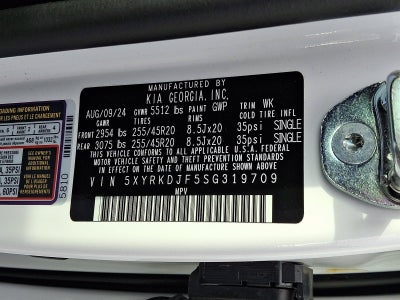 MANUFACTURED BY
KIA GEORGIA, INC.
AUG/09/24 GVWR 5512 lbs PAINT GWP TRIM WK
GAWR TIRES RIMS COLD TIRE INFL.
FRONT 2954 lbs 255/45R20 8.5Jx20 35psi SINGLE
REAR 3075 lbs 255/45R20 8.5Jx20 35psi SINGLE
THIS VEHICLE CONFORMS TO ALL APPLICABLE U.S.A. FEDERAL
MOTOR VEHICLE SAFETY AND THEFT PREVENTION STANDARDS
IN EFFECT ON THE DATE OF MANUFACTURE SHOWN ABOVE.
VIN 5XYRKDJF5SG319709
MPV
LOADING INFORMATION
5810